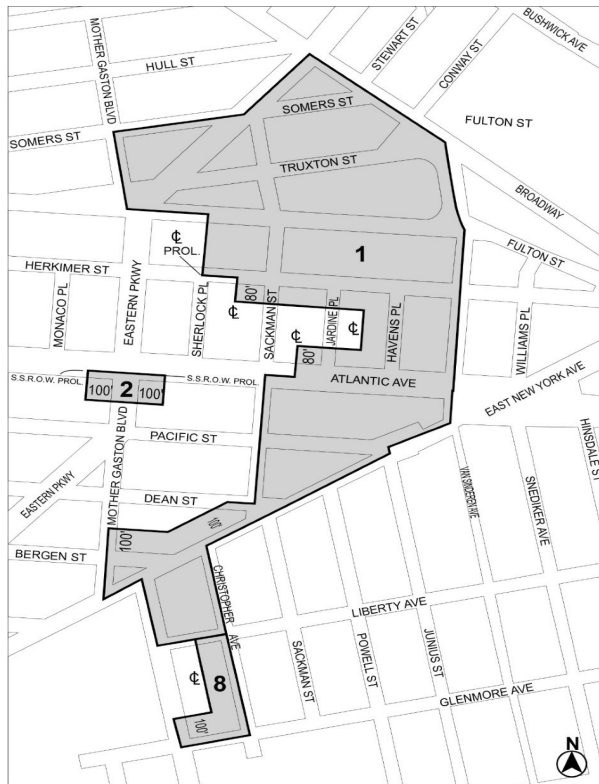 MOTHER GASTON BLVD
HULL ST
STEWART ST
CONWAY ST
BUSHWICK AVE
SOMERS ST
SOMERS ST
FULTON ST
TRUXTON ST
BROADWAY
℄
PROL.
1
FULTON ST
HERKIMER ST
MONACO PL
EASTERN PKWY
SHERLOCK PL
80'
℄
SACKMAN ST
℄
80'
JARDINE PL
℄
HAVENS PL
WILLIAMS PL
S.S.R.O.W. PROL.
S.S.R.O.W. PROL.
ATLANTIC AVE
EAST NEW YORK AVE
100'
2
100'
MOTHER GASTON BLVD
PACIFIC ST
EASTERN PKWY
DEAN ST
VAN SINDEREN AVE
SNEDIKER AVE
HINSDALE ST
100'
100'
BERGEN ST
CHRISTOPHER AVE
LIBERTY AVE
SACKMAN ST
POWELL ST
JUNIUS ST
℄
8
GLENMORE AVE
100'
N